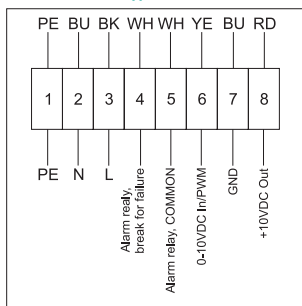 PE BU BK WH WH YE BU RD
1 2 3 4 5 6 7 8
PE N L
Alarm realy,
break for failure
Alarm relay, COMMON
0-10VDC In/PWM
GND
+10VDC Out